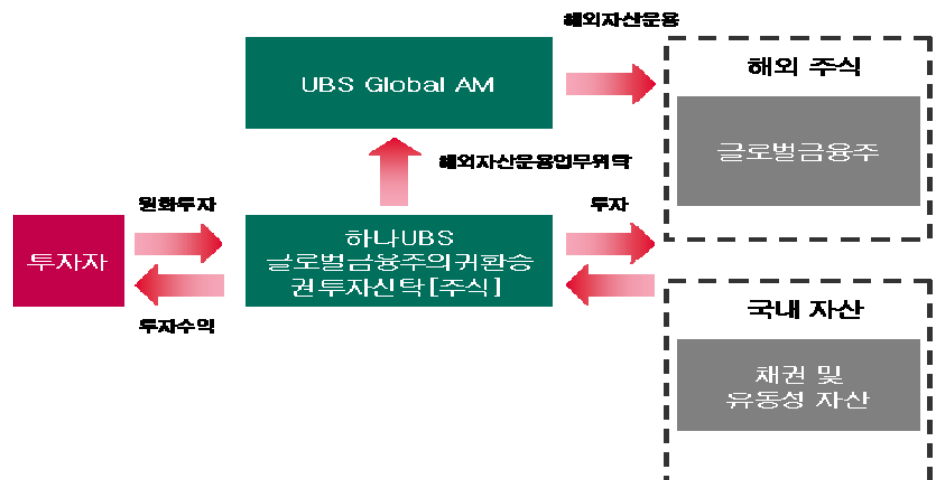 해외자산운용
UBS Global AM
해외 주식
글로벌금융주
해외자산운용업무위탁
원화투자
투자
투자자
하나UBS
글로벌금융주의귀환증
권투자신탁[주식]
투자수익
국내 자산
채권 및
유동성 자산